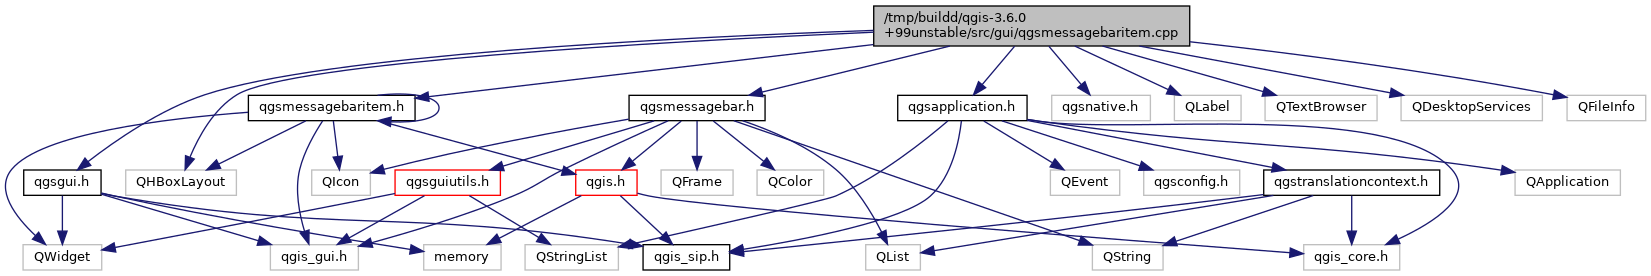 /tmp/buildd/qgis-3.6.0
+99unstable/src/gui/qgsmessagebaritem.cpp
qgsmessagebaritem.h
qgsmessagebar.h
qgsapplication.h
qgsnative.h
QLabel
QTextBrowser
QDesktopServices
QFileInfo
qgsgui.h
QHBoxLayout
QIcon
qgsguiutils.h
qgis.h
QFrame
QColor
QEvent
qgsconfig.h
qgstranslationcontext.h
QApplication
QWidget
qgis_gui.h
memory
QStringList
qgis_sip.h
QList
QString
qgis_core.h